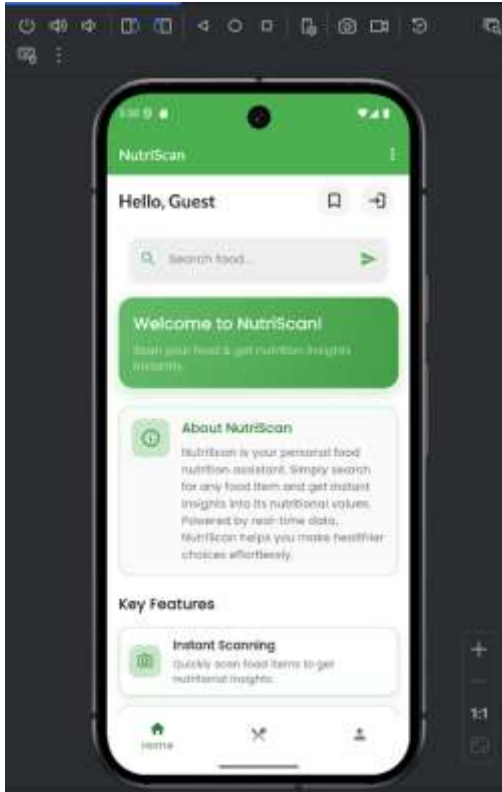 NutriScan
Hello, Guest
Search food...
Welcome to NutriScan!
Scan your food & get nutrition insights
instantly.
About NutriScan
NutriScan is your personal food
nutrition assistant. Simply search
for any food item and get instant
insights into its nutritional values.
Powered by real-time data,
NutriScan helps you make healthier
choices effortlessly.
Key Features
Instant Scanning
Quickly scan food items to get
nutritional insights.
Home
1:1